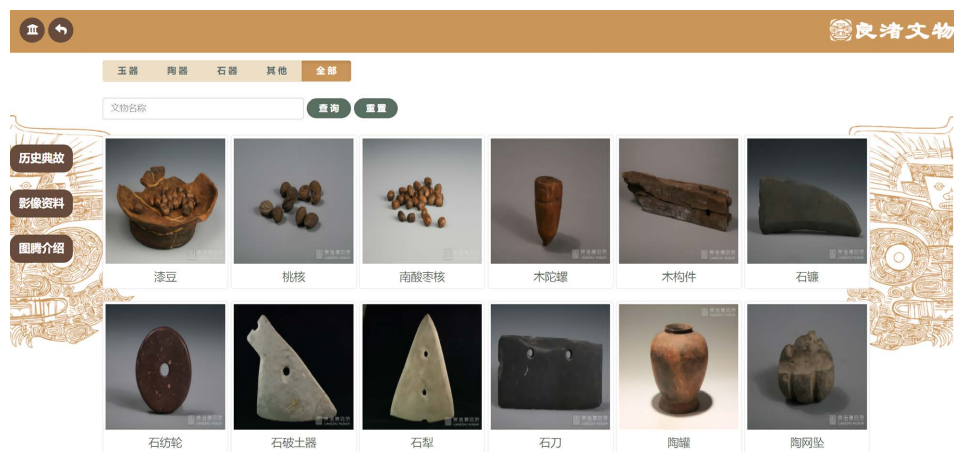 良渚文物
玉器 陶器 石器 其他 全部
文物名称 查询 重置
历史典故
影像资料
图腾介绍
漆豆 桃核 南酸枣核 木陀螺 木构件 石镰
石纺轮 石破土器 石犁 石刀 陶罐 陶网坠